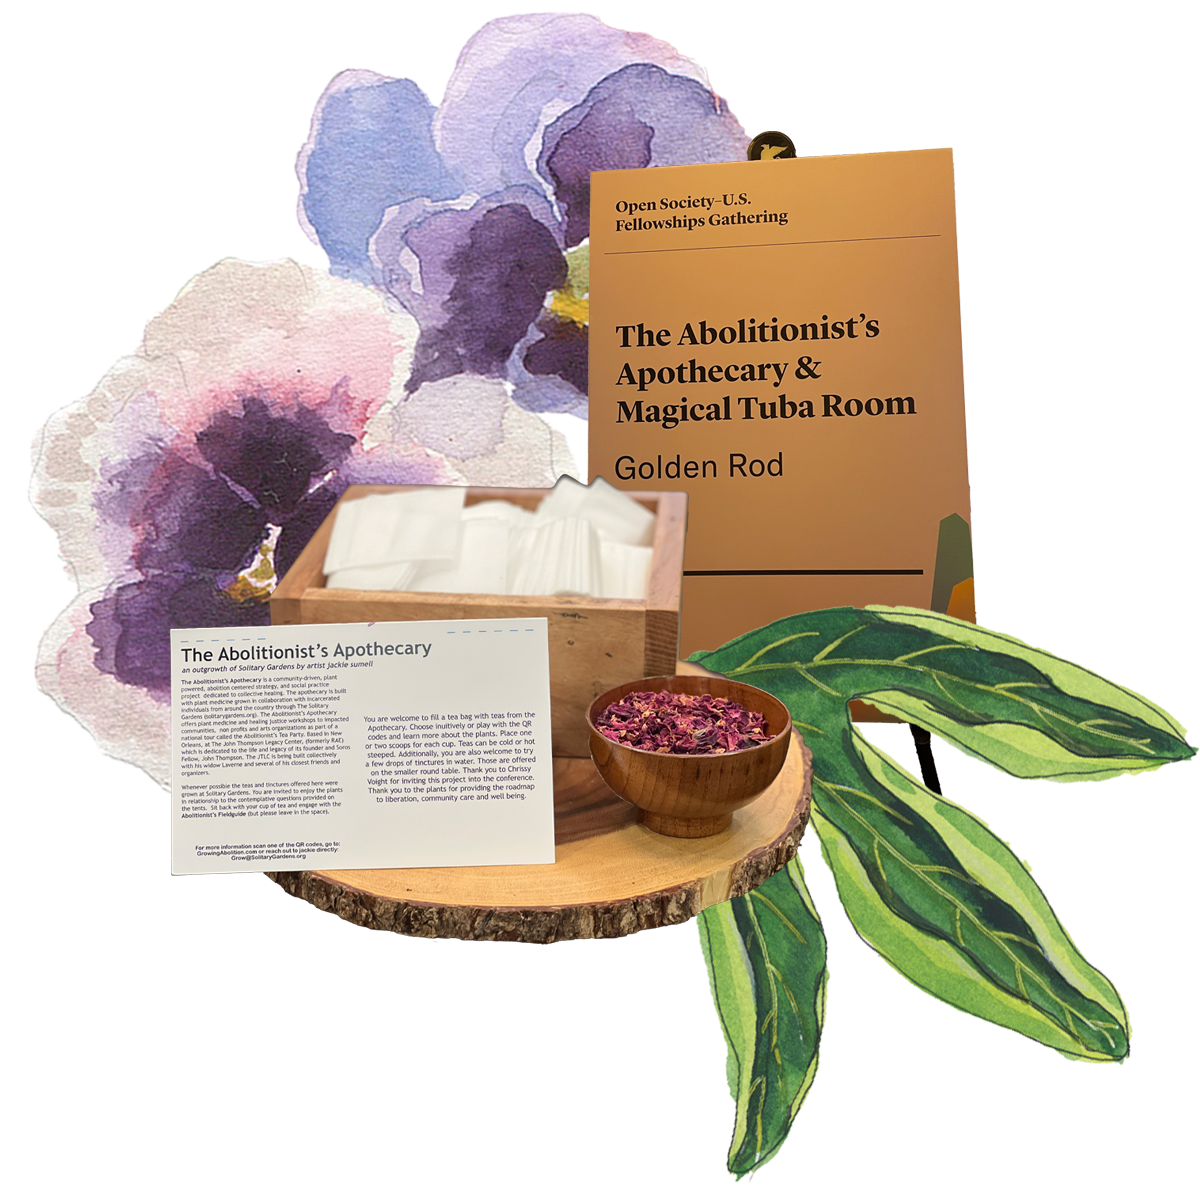 Open Society–U.S.
Fellowships Gathering
The Abolitionist’s
Apothecary &
Magical Tuba Room
Golden Rod
The Abolitionist’s Apothecary
an outgrowth of Solitary Gardens by artist jackie sumell
The Abolitionist's Apothecary is a community-driven, plant
powered, abolition centered strategy, and social practice
project dedicated to collective healing. The apothecary is built
with plant medicine grown in collaboration with incarcerated
individuals from around the country through The Solitary
Gardens (solitarygardens.org). The Abolitionist's Apothecary
offers plant medicine and healing justice workshops to impacted
communities, non profits and arts organizations as part of a
national tour called the Abolitionist's Tea Party. Based in New
Orleans, at The John Thompson Legacy Center, (formerly RAE)
which is dedicated to the life and legacy of its founder and Soros
Fellow, John Thompson. The JTLC is being built collectively
with his widow Laverne and several of his closest friends and
organizers.
Whenever possible the teas and tinctures offered here were
grown at Solitary Gardens. You are invited to enjoy the plants
in relationship to the contemplative questions provided on
the tents. Sit back with your cup of tea and engage with the
Abolitionist's Fieldguide (but please leave in the space).
For more information scan one of the QR codes, go to:
GrowingAbolition.com or reach out to jackie directly:
Grow@SolitaryGardens.org
You are welcome to fill a tea bag with teas from the
Apothecary. Choose inuitively or play with the QR
codes and learn more about the plants. Place one
or two scoops for each cup. Teas can be cold or hot
steeped. Additionally, you are also welcome to try
a few drops of tinctures in water. Those are offered
on the smaller round table. Thank you to Chrissy
Voight for inviting this project into the conference.
Thank you to the plants for providing the roadmap
to liberation, community care and well being.